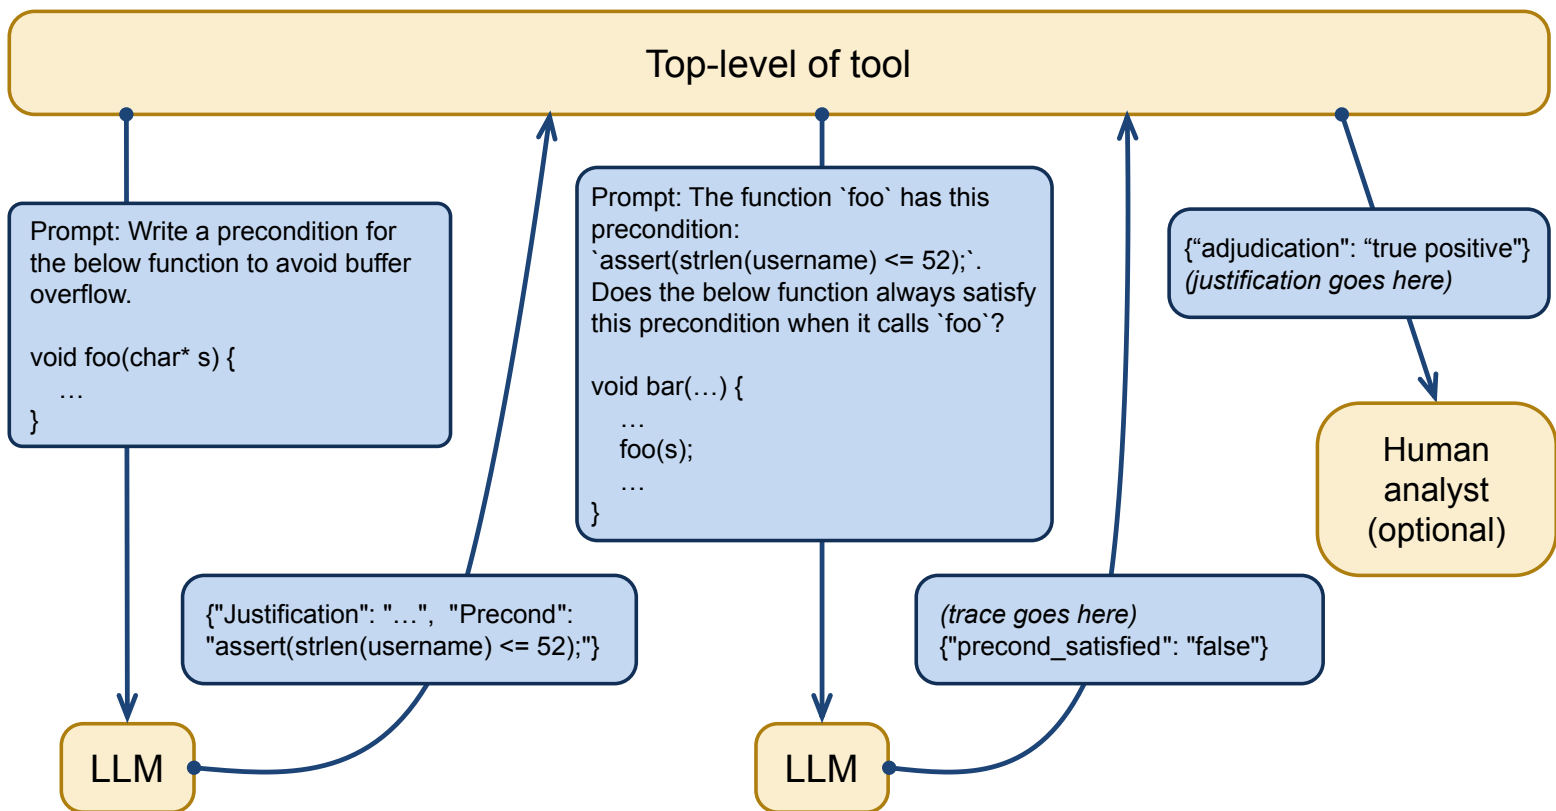 Top-level of tool
Prompt: Write a precondition for
the below function to avoid buffer
overflow.
void foo(char* s) {
…
}
{"Justification": "…",  "Precond":
"assert(strlen(username) <= 52);"}
LLM
Prompt: The function `foo` has this
precondition:
`assert(strlen(username) <= 52);`.
Does the below function always satisfy
this precondition when it calls `foo`?
void bar(…) {
…
foo(s);
…
}
(trace goes here)
{"precond_satisfied": "false"}
LLM
{“adjudication": “true positive"}
(justification goes here)
Human
analyst
(optional)